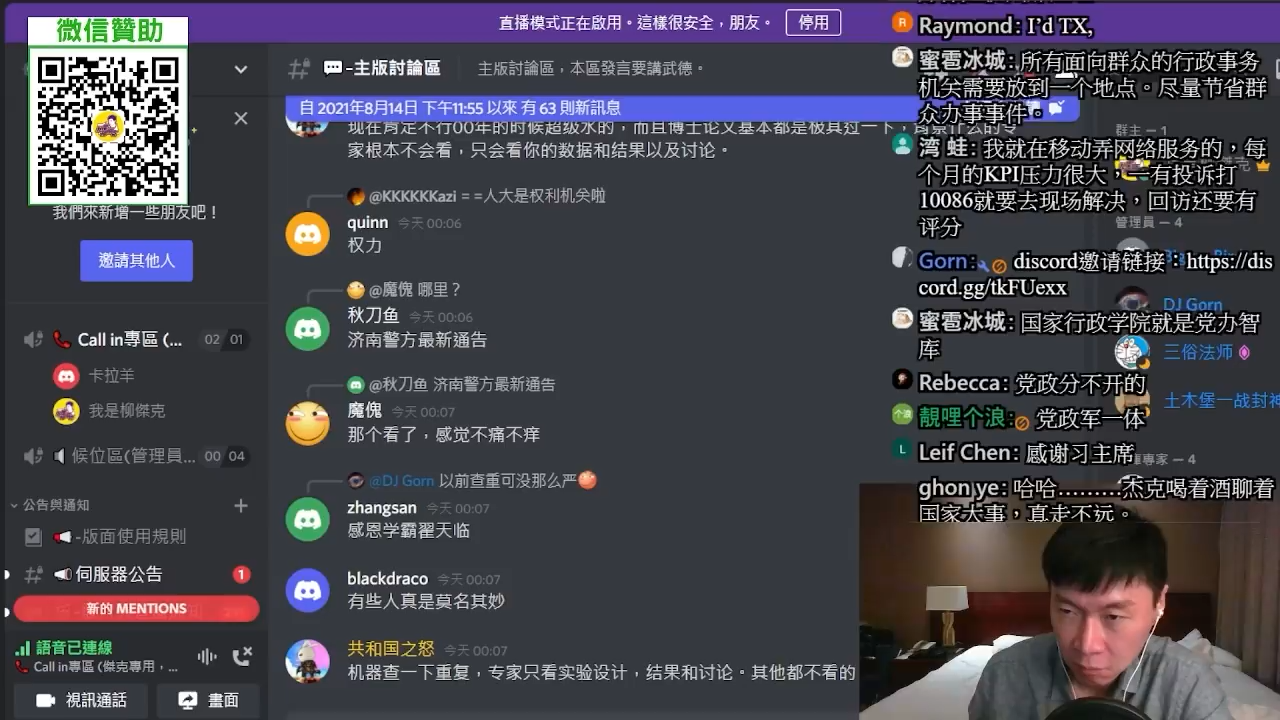 微信贊助
我們來新增一些朋友吧！
邀請其他人
Call in專區 (... 02 01
卡拉羊
我是柳傑克
候位區(管理員... 00 04
公告與通知
-版面使用規則
伺服器公告 1
新的 MENTIONS
語音已連線
Call in專區 (傑克專用，...
視訊通話
畫面
直播模式正在啟用。這樣很安全，朋友。 停用
-主版討論區 主版討論區，本區發言要講武德。
自 2021年8月14日 下午11:55 以來 有 63 則新訊息
现在肯定不行00年的时候超级水的，而且博士论文基本都是极其过一下，背景什么的专
家根本不会看，只会看你的数据和结果以及讨论。
@KKKKKKazi ==人大是权利机关啦
quinn 今天 00:06
权力
@魔傀 哪里？
秋刀鱼 今天 00:06
济南警方最新通告
@秋刀鱼 济南警方最新通告
魔傀 今天 00:07
那个看了，感觉不痛不痒
@DJ Gorn 以前查重可没那么严
zhangsan 今天 00:07
感恩学霸翟天临
blackdraco 今天 00:07
有些人真是莫名其妙
共和国之怒 今天 00:07
机器查一下重复，专家只看实验设计，结果和讨论。其他都不看的
Raymond: I'd TX,
蜜雹冰城: 所有面向群众的行政事务
机关需要放到一个地点。尽量节省群
众办事事件。
湾 蛙: 我就在移动弄网络服务的，每
个月的KPI压力很大，一有投诉打
10086就要去现场解决，回访还要有
评分
Gorn: discord邀请链接：https://dis
cord.gg/tkFUexx
蜜雹冰城: 国家行政学院就是党办智
库
Rebecca: 党政分不开的
靚哩个浪: 党政军一体
Leif Chen: 感谢习主席
ghon ye: 哈哈………杰克喝着酒聊着
国家大事，真走不远。
群主 — 1
管理員 — 4
DJ Gorn
三俗法师
土木堡一战封神
專家 — 4